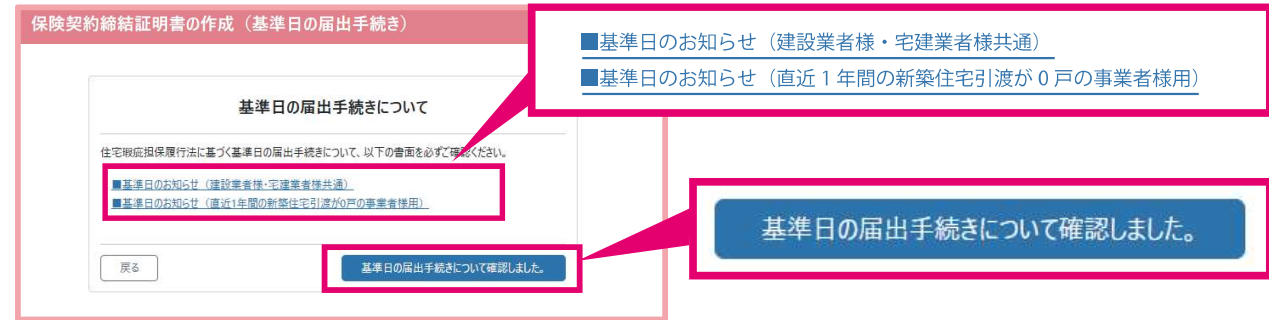 保険契約締結証明書の作成（基準日の届出手続き）
基準日の届出手続きについて
住宅瑕疵担保履行法に基づく基準日の届出手続きについて、以下の書面を必ずご確認ください。
■基準日のお知らせ（建設業者様・宅建業者様共通）
■基準日のお知らせ（直近1年間の新築住宅引渡が0戸の事業者様用）
戻る
基準日の届出手続きについて確認しました。
■基準日のお知らせ（建設業者様・宅建業者様共通）
■基準日のお知らせ（直近１年間の新築住宅引渡が０戸の事業者様用）
基準日の届出手続きについて確認しました。